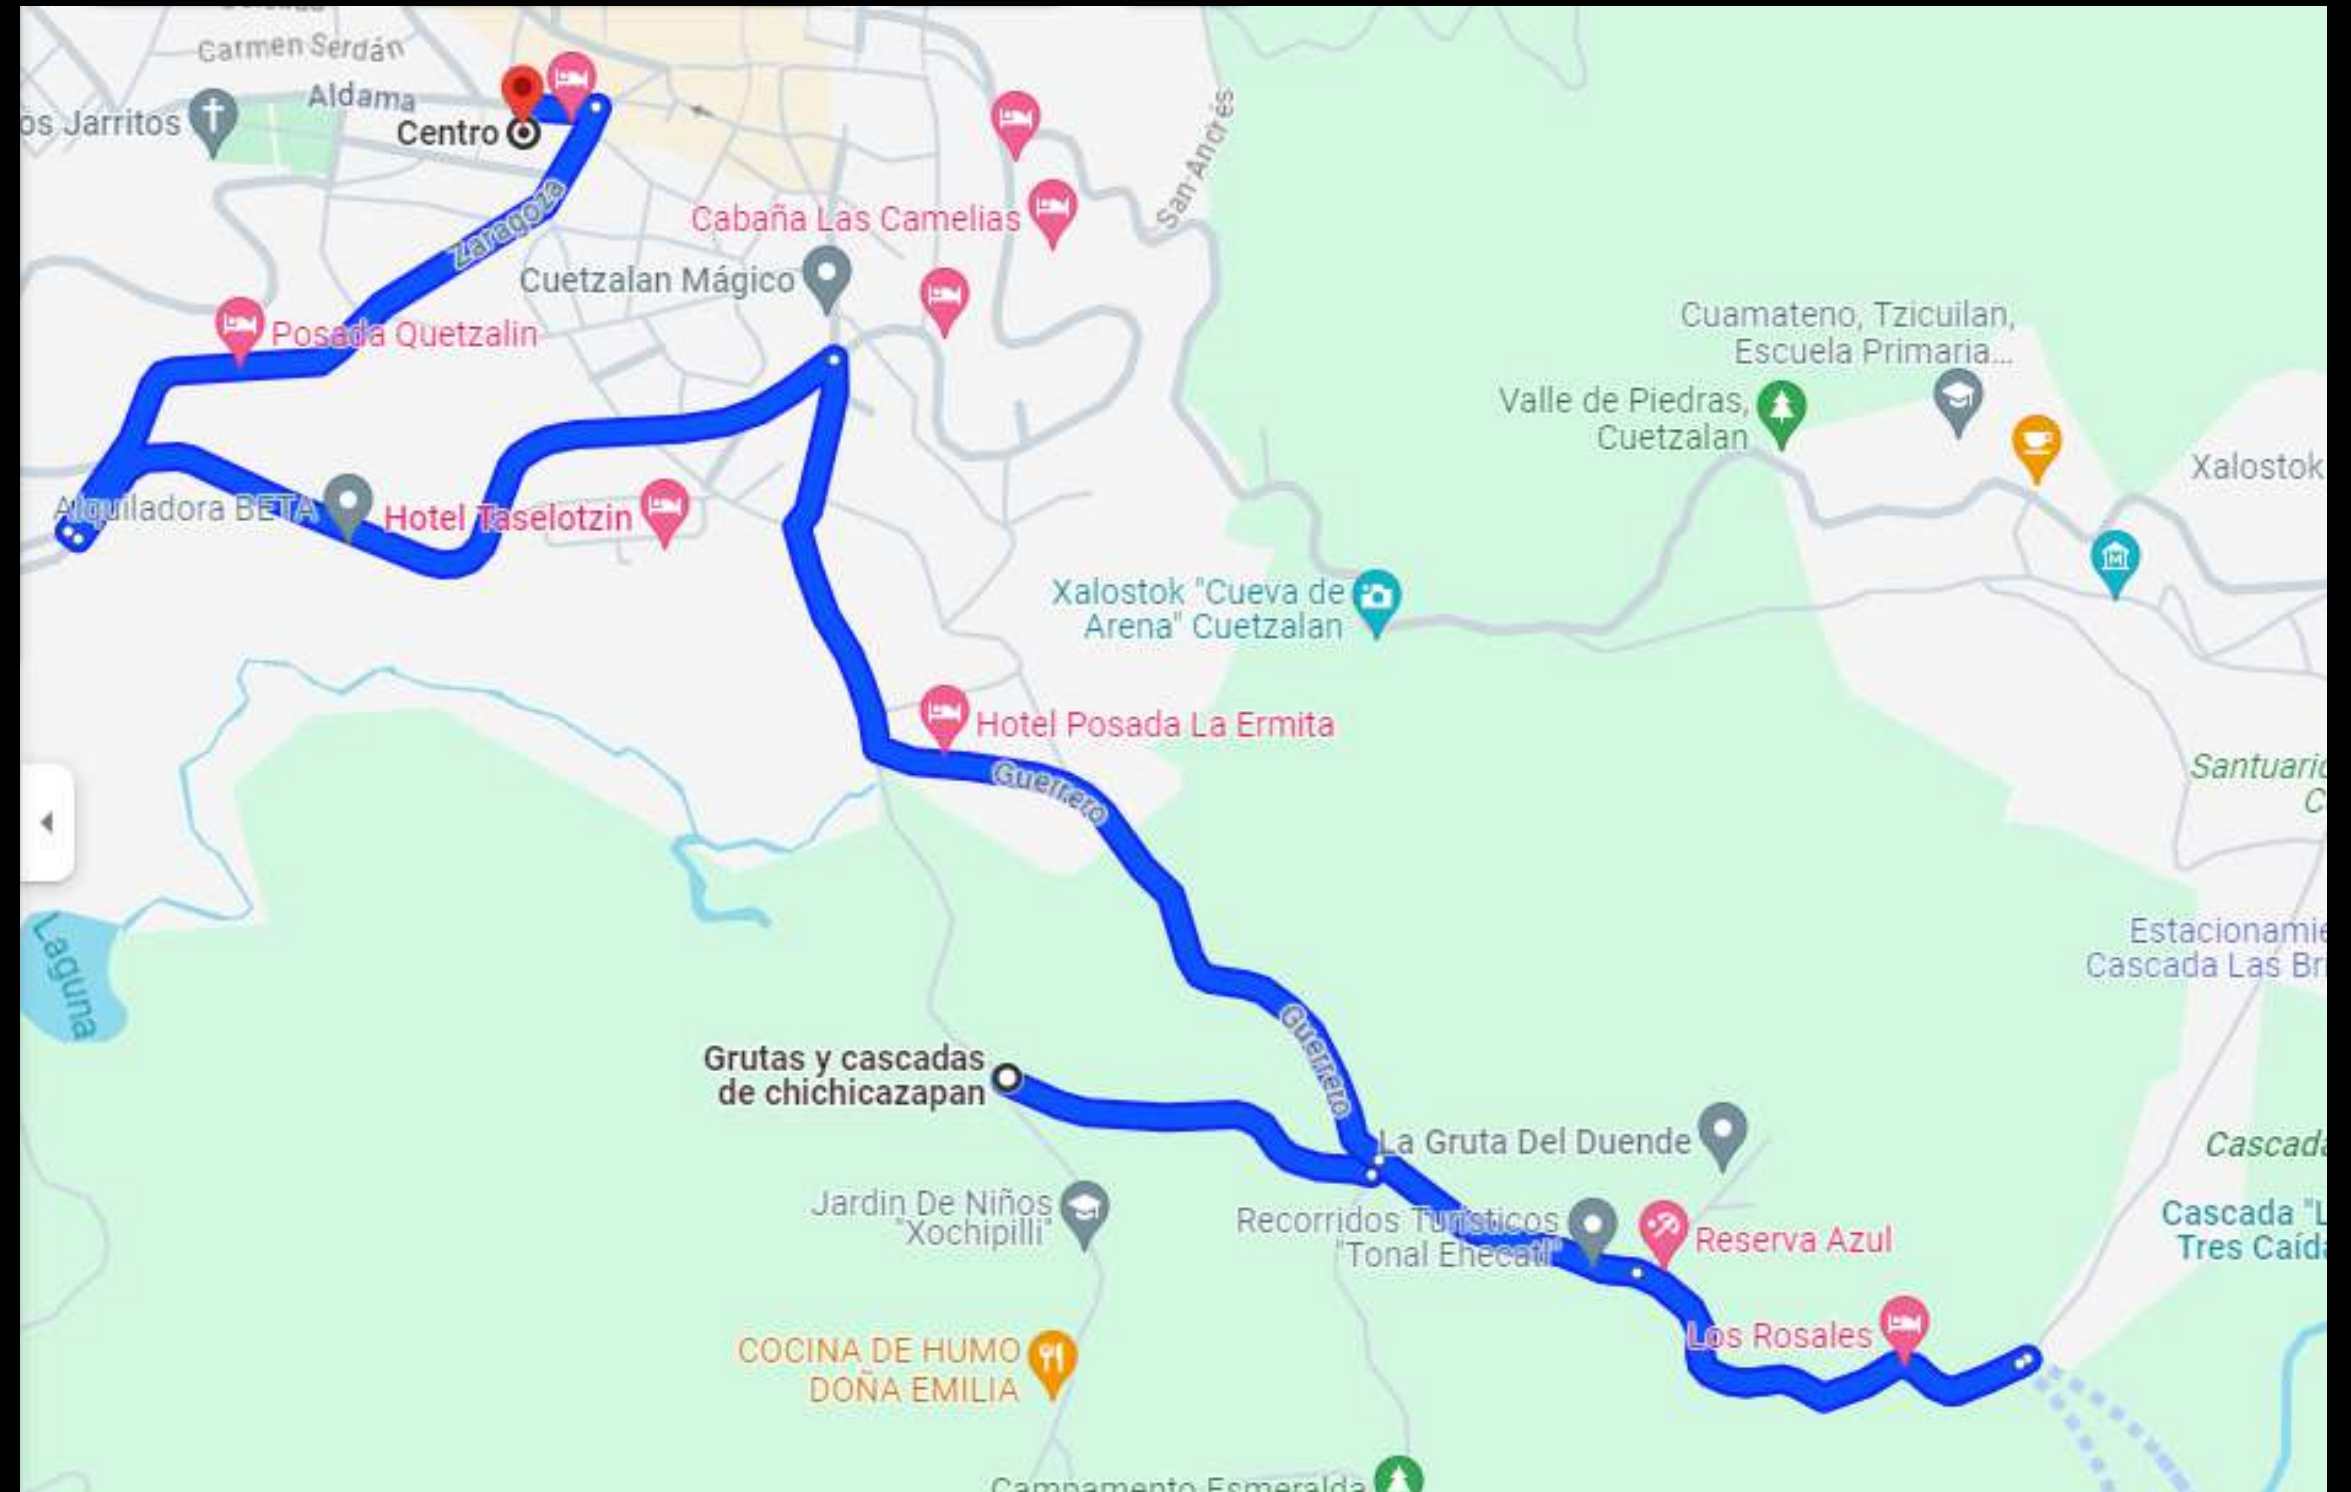 Carmen Serdán
Aldama
os Jarritos
Centro
San Andrés
Zaragoza
Cabaña Las Camelias
Cuetzalan Mágico
Posada Quetzalin
Cuamateno, Tzicuilan,
Escuela Primaria...
Valle de Piedras,
Cuetzalan
Xalostok
Alquiladora BETA
Hotel Taselotzin
Xalostok "Cueva de
Arena" Cuetzalan
Hotel Posada La Ermita
Guerrero
Santuario
C
Laguna
Estacionamie
Cascada Las Bri
Guerrero
Grutas y cascadas
de chichicazapan
La Gruta Del Duende
Cascada
Jardin De Niños
"Xochipilli"
Recorridos Turísticos
"Tonal Ehecatl"
Reserva Azul
Cascada "L
Tres Caída
Los Rosales
COCINA DE HUMO
DOÑA EMILIA
Campamento Esmeralda